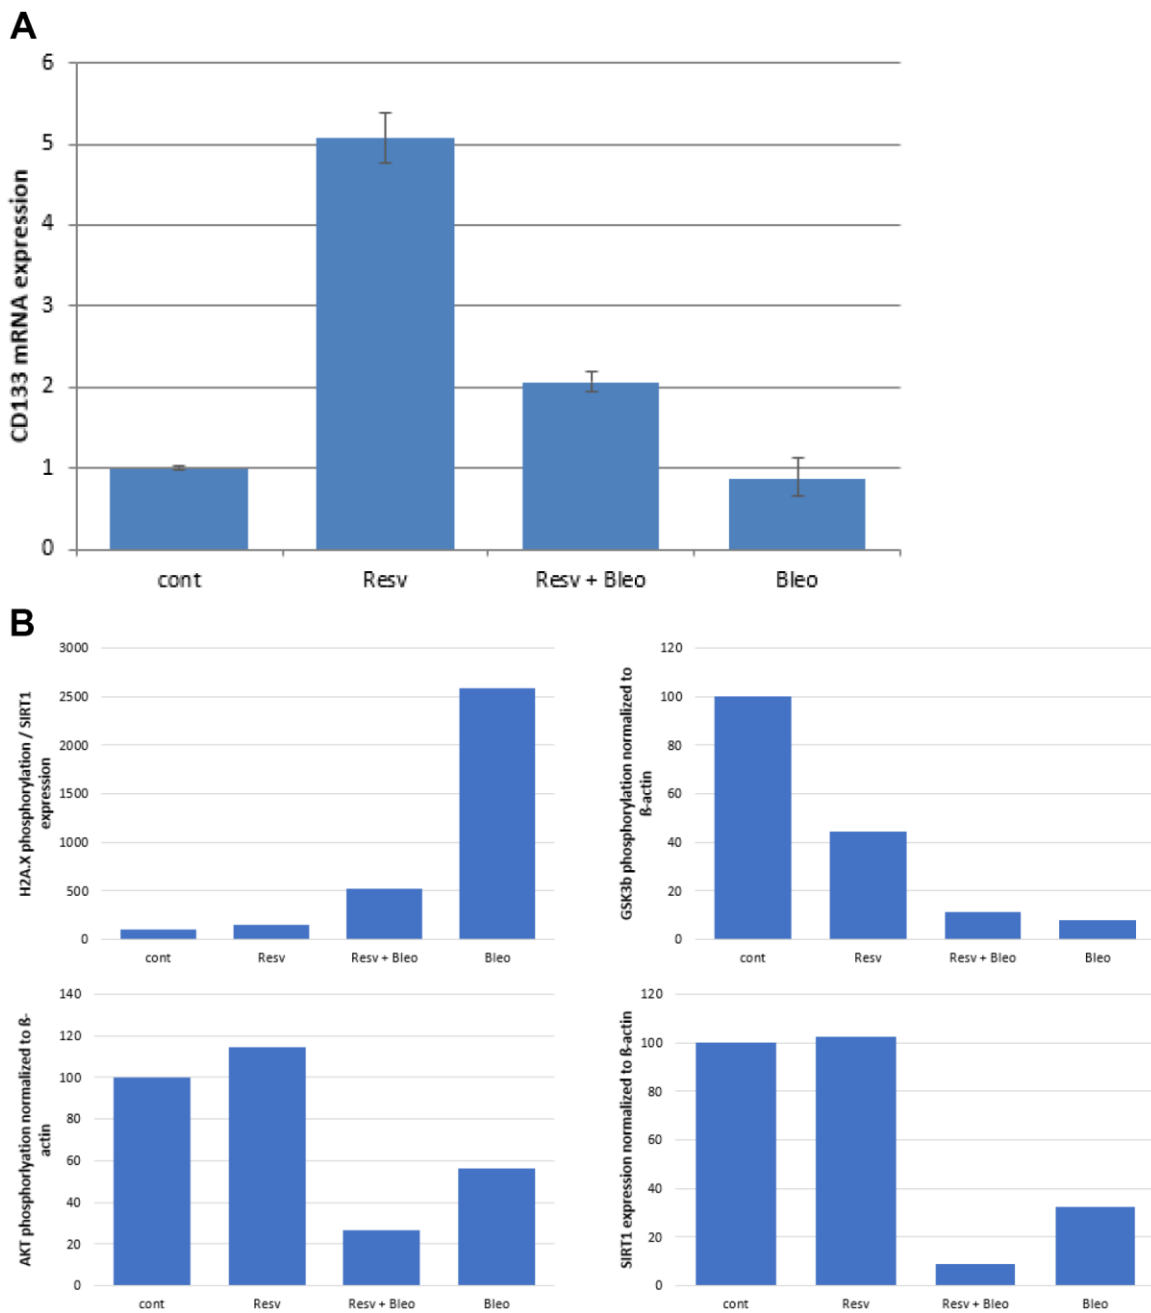 A
6
5
4
3
2
1
0
CD133 mRNA expression
cont Resv Resv + Bleo Bleo
B
3000
2500
2000
1500
1000
500
0
H2A.X phosphorylation / SIRT1
expression
cont Resv Resv + Bleo Bleo
120
100
80
60
40
20
0
GSK3b phosphorylation normalized to
ß-actin
cont Resv Resv + Bleo Bleo
140
120
100
80
60
40
20
0
AKT phosphorlyation normalized to ß-
actin
cont Resv Resv + Bleo Bleo
120
100
80
60
40
20
0
SIRT1 expression normalized to ß-actin
cont Resv Resv + Bleo Bleo